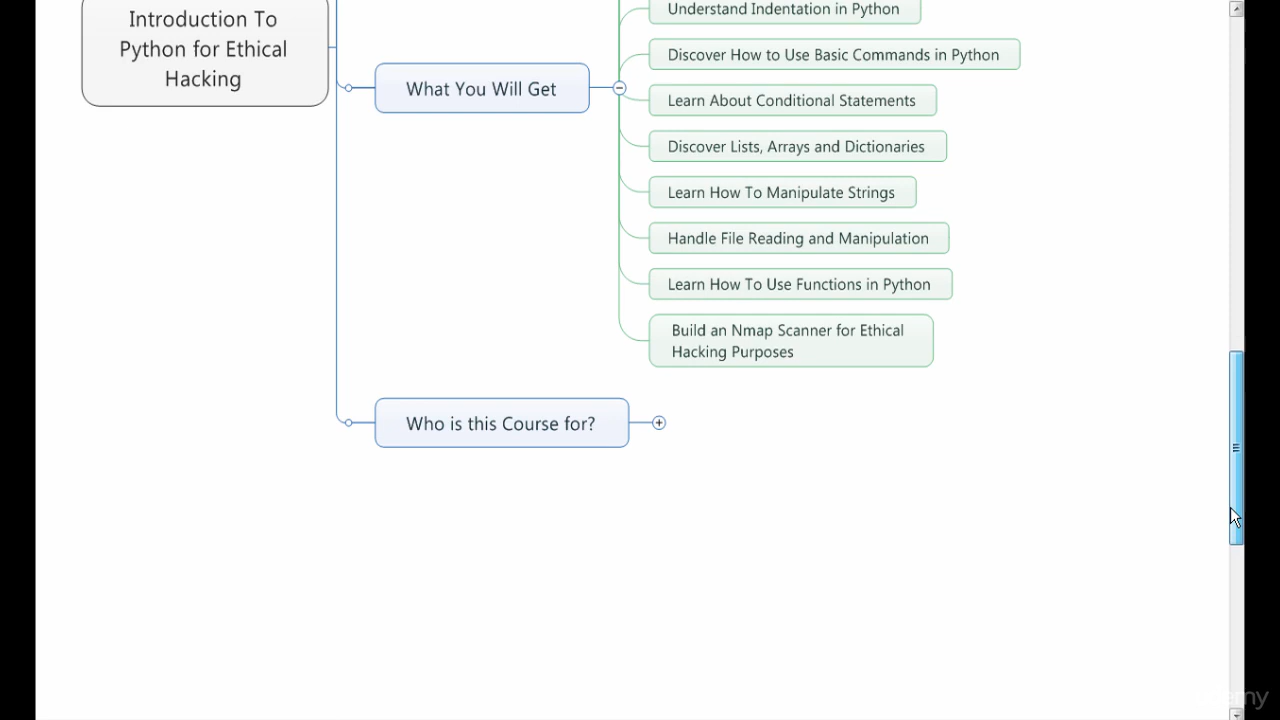 Introduction To
Python for Ethical
Hacking
What You Will Get
Understand Indentation in Python
Discover How to Use Basic Commands in Python
Learn About Conditional Statements
Discover Lists, Arrays and Dictionaries
Learn How To Manipulate Strings
Handle File Reading and Manipulation
Learn How To Use Functions in Python
Build an Nmap Scanner for Ethical
Hacking Purposes
Who is this Course for?